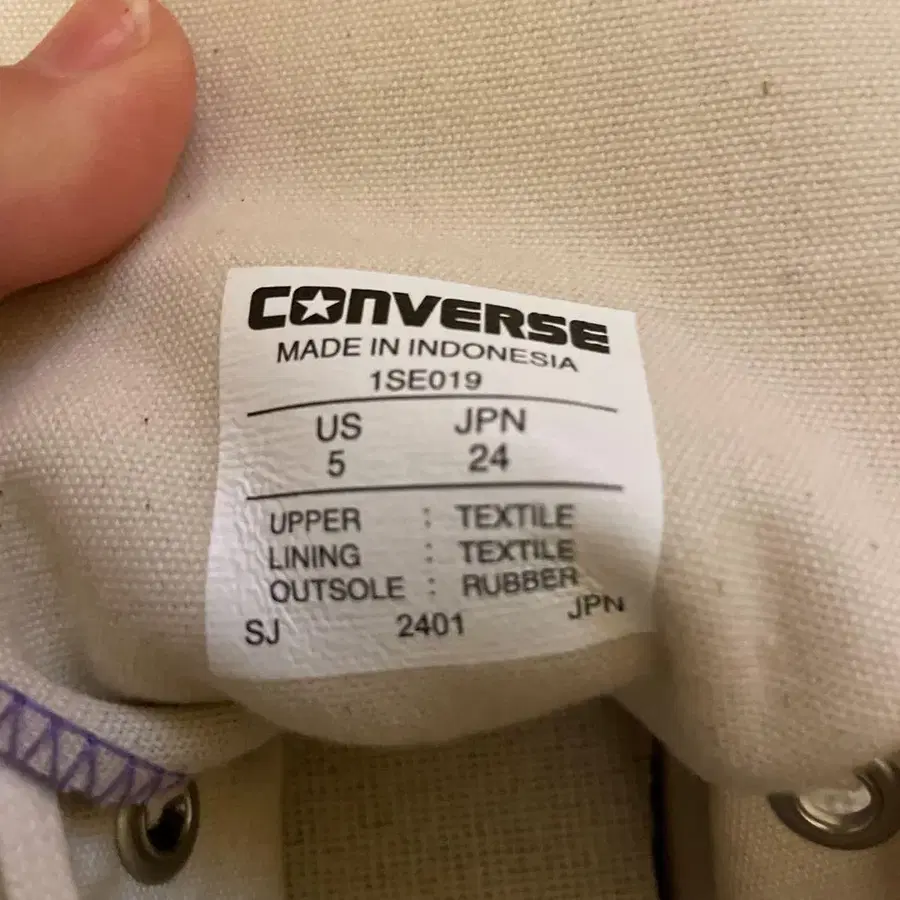 CONVERSE
MADE IN INDONESIA
1SE019
US JPN
5 24
UPPER : TEXTILE
LINING : TEXTILE
OUTSOLE : RUBBER
SJ 2401 JPN